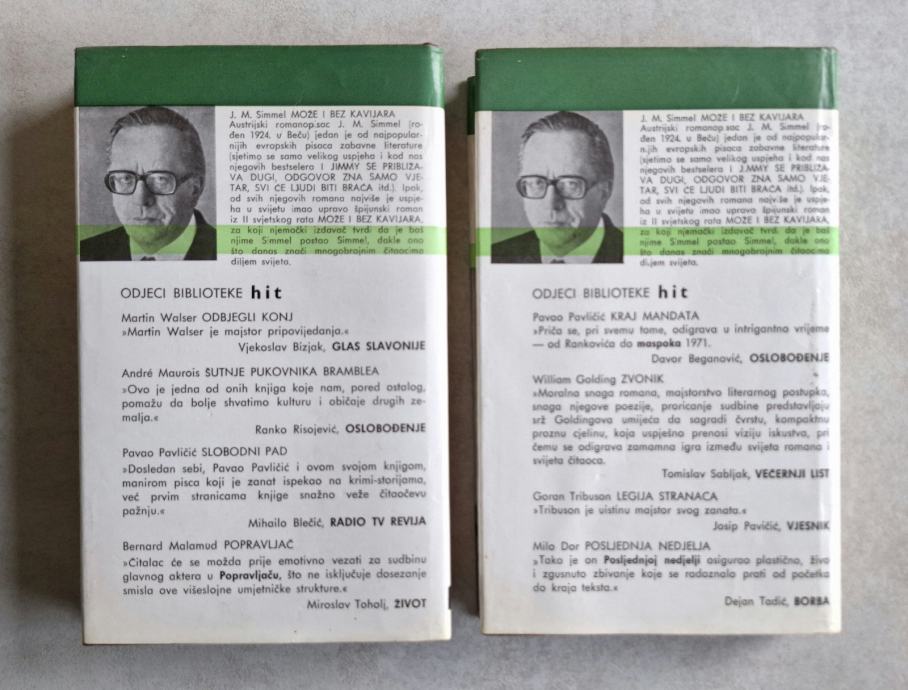 J. M. Simmel MOŽE I BEZ KAVIJARA
Austrijski romanop.sac J. M. Simmel (ro-
đen 1924. u Beču) jedan je od najpopular-
nijih evropskih pisaca zabavne literature
(sjetimo se samo velikog uspjeha i kod nas
njegovih bestselera I JIMMY SE PRIBLIŽA-
VA DUGI, ODGOVOR ZNA SAMO VJE-
TAR, SVI ĆE LJUDI BITI BRAĆA itd.). Ipak,
od svih njegovih romana najviše je uspje-
ha u svijetu imao upravo špijunski roman
iz II svjetskog rata MOŽE I BEZ KAVIJARA,
za koji njemački izdavač tvrdi da je baš
njime Simmel postao Simmel, dakle ono
što danas znači mnogobrojnim čitaocima
diljem svijeta.
ODJECI BIBLIOTEKE hit
Martin Walser ODBJEGLI KONJ
»Martin Walser je majstor pripovijedanja.«
Vjekoslav Bizjak, GLAS SLAVONIJE
André Maurois ŠUTNJE PUKOVNIKA BRAMBLEA
»Ovo je jedna od onih knjiga koje nam, pored ostalog,
pomažu da bolje shvatimo kulturu i običaje drugih ze-
malja.«
Ranko Risojević, OSLOBOĐENJE
Pavao Pavličić SLOBODNI PAD
»Dosledan sebi, Pavao Pavličić i ovom svojom knjigom,
manirom pisca koji je zanat ispekao na krimi-storijama,
već prvim stranicama knjige snažno veže čitaočevu
pažnju.«
Mihailo Blečić, RADIO TV REVIJA
Bernard Malamud POPRAVLJAČ
»Čitalac će se možda prije emotivno vezati za sudbinu
glavnog aktera u Popravljaču, što ne isključuje dosezanje
smisla ove višeslojne umjetničke strukture.«
Miroslav Toholj, ŽIVOT
J. M. Simmel MOŽE I BEZ KAVIJARA
Austrijski romanop.sac J. M. Simmel (ro-
đen 1924. u Beču) jedan je od najpopular-
n.jih evropskih pisaca zabavne literature
(sjetimo se samo velikog uspjeha i kod nas
njegovih bestselera I JIMMY SE PRIBLIŽA-
VA DUGI, ODGOVOR ZNA SAMO VJE-
TAR, SVI ĆE LJUDI BITI BRAĆA itd.). Ipak,
od svih njegovih romana najviše je uspje-
ha u svijetu imao upravo špijunski roman
iz II svjetskog rata MOŽE I BEZ KAVIJARA,
za koji njemački izdavač tvrdi da je baš
njime Simmel postao Simmel, dakle ono
što danas znači mnogobrojnim čitaocima
diljem svijeta.
ODJECI BIBLIOTEKE hit
Pavao Pavličić KRAJ MANDATA
»Priča se, pri svemu tome, odigrava u intrigantno vrijeme
— od Rankovića do maspoka 1971.
Davor Beganović, OSLOBOĐENJE
William Golding ZVONIK
»Moralna snaga romana, majstorstvo literarnog postupka,
snaga njegove poezije, proricanje sudbine predstavljaju
srž Goldingova umijeća da sagradi čvrstu, kompaktnu
proznu cjelinu, koja uspješno prenosi viziju iskustva, pri
čemu se odigrava zamamna igra između svijeta romana i
svijeta čitaoca.
Tomislav Sabljak, VEČERNJI LIST
Goran Tribuson LEGIJA STRANACA
»Tribuson je uistinu majstor svog zanata.«
Josip Pavičić, VJESNIK
Milo Dor POSLJEDNJA NEDJELJA
»Tako je on Posljednjoj nedjelji osigurao plastično, živo
i zgusnuto zbivanje koje se radoznalo prati od početka
do kraja teksta.«
Dejan Tadić, BORBA